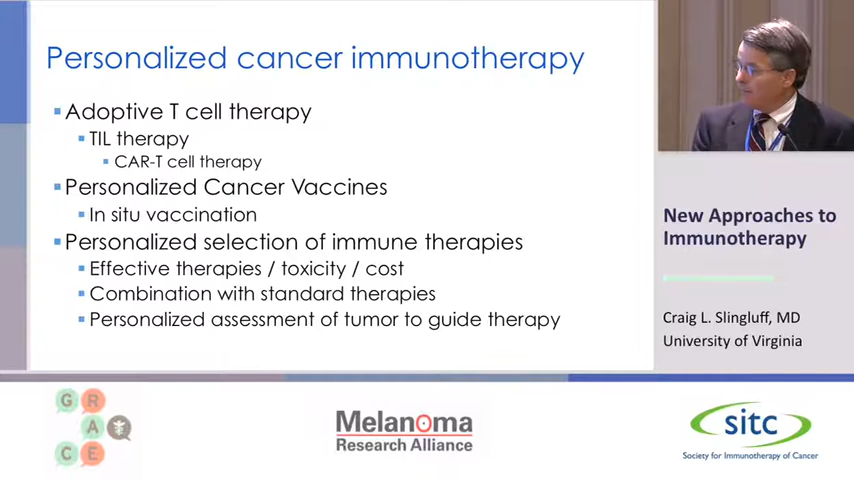 Personalized cancer immunotherapy
Adoptive T cell therapy
TIL therapy
CAR-T cell therapy
Personalized Cancer Vaccines
In situ vaccination
Personalized selection of immune therapies
Effective therapies / toxicity / cost
Combination with standard therapies
Personalized assessment of tumor to guide therapy
New Approaches to
Immunotherapy
Craig L. Slingluff, MD
University of Virginia
G R
A
C E
Melanoma
Research Alliance
sitc
Society for Immunotherapy of Cancer